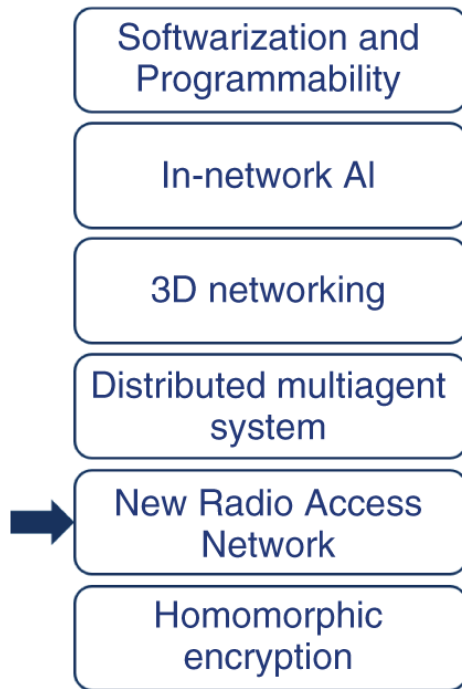 Softwarization and
Programmability
In-network AI
3D networking
Distributed multiagent
system
New Radio Access
Network
Homomorphic
encryption